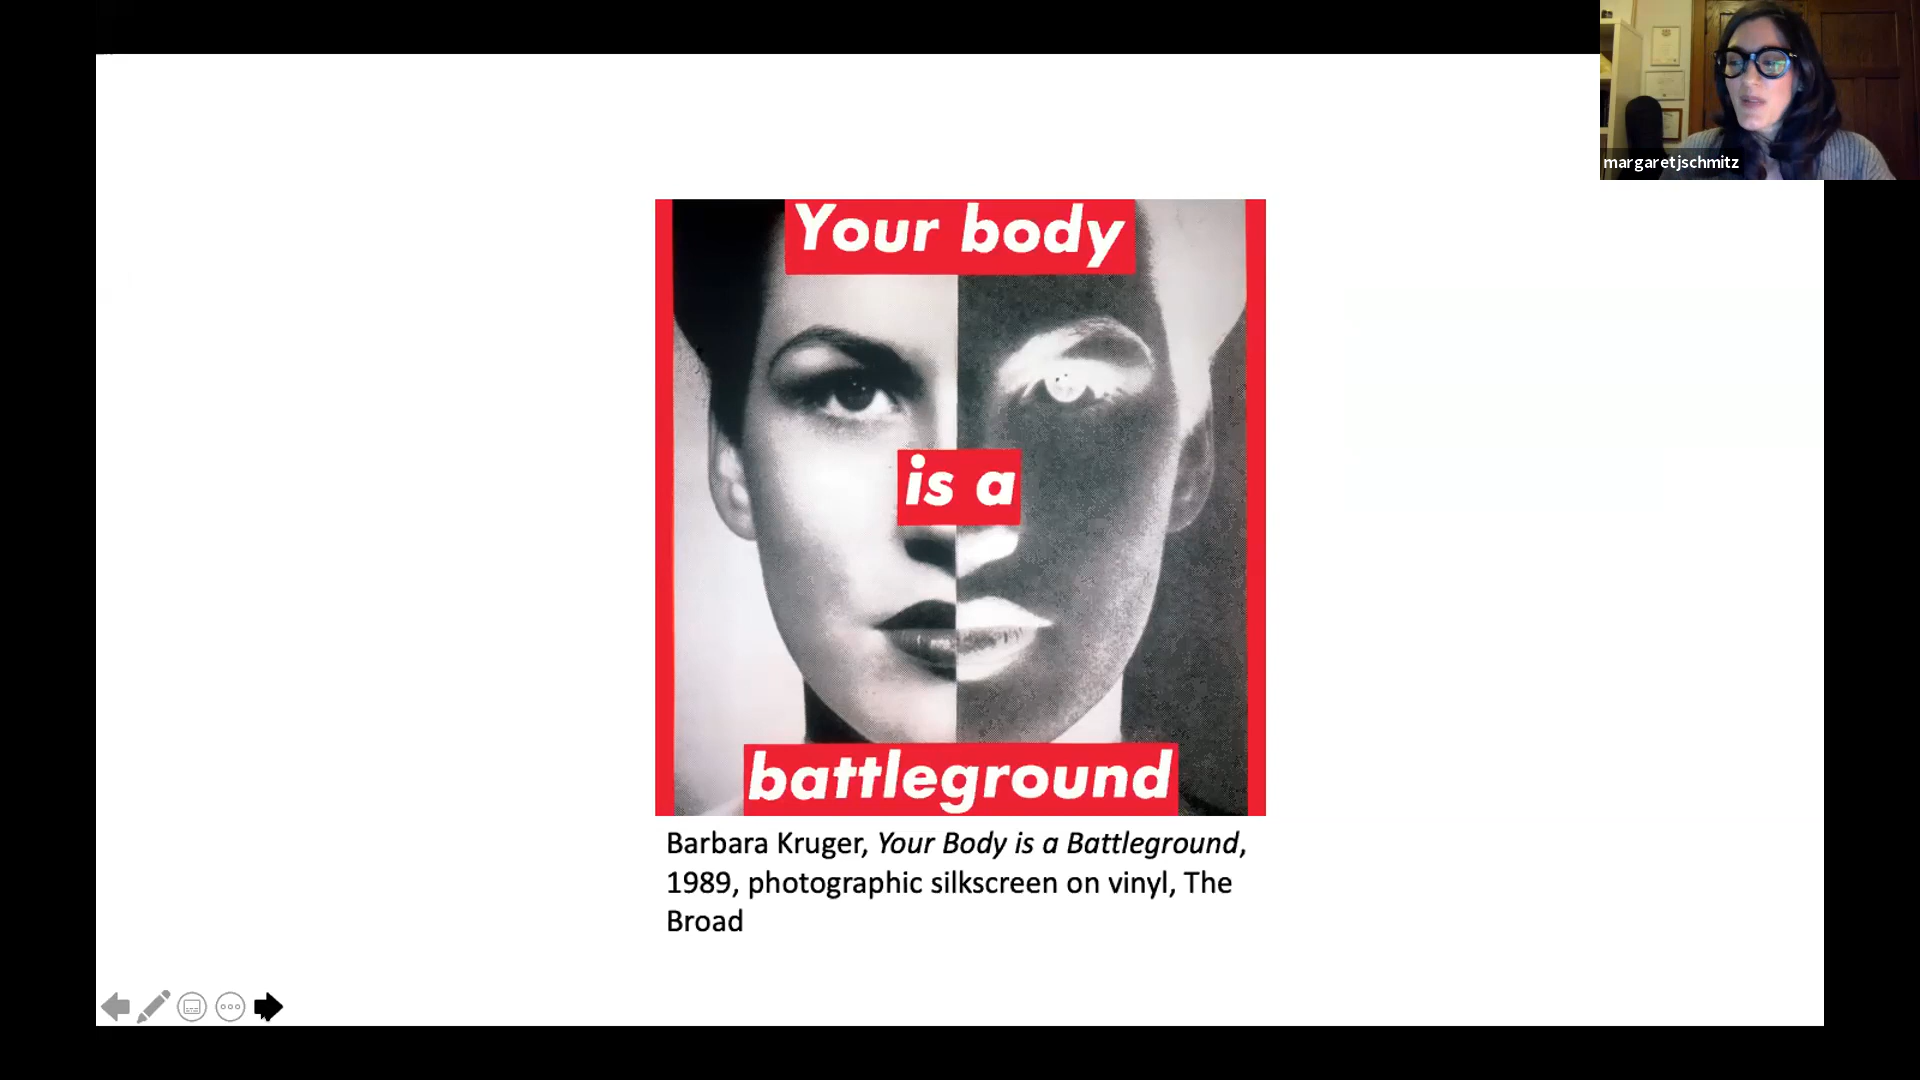 margaretjschmitz
Your body
is a
battleground
Barbara Kruger, Your Body is a Battleground,
1989, photographic silkscreen on vinyl, The
Broad